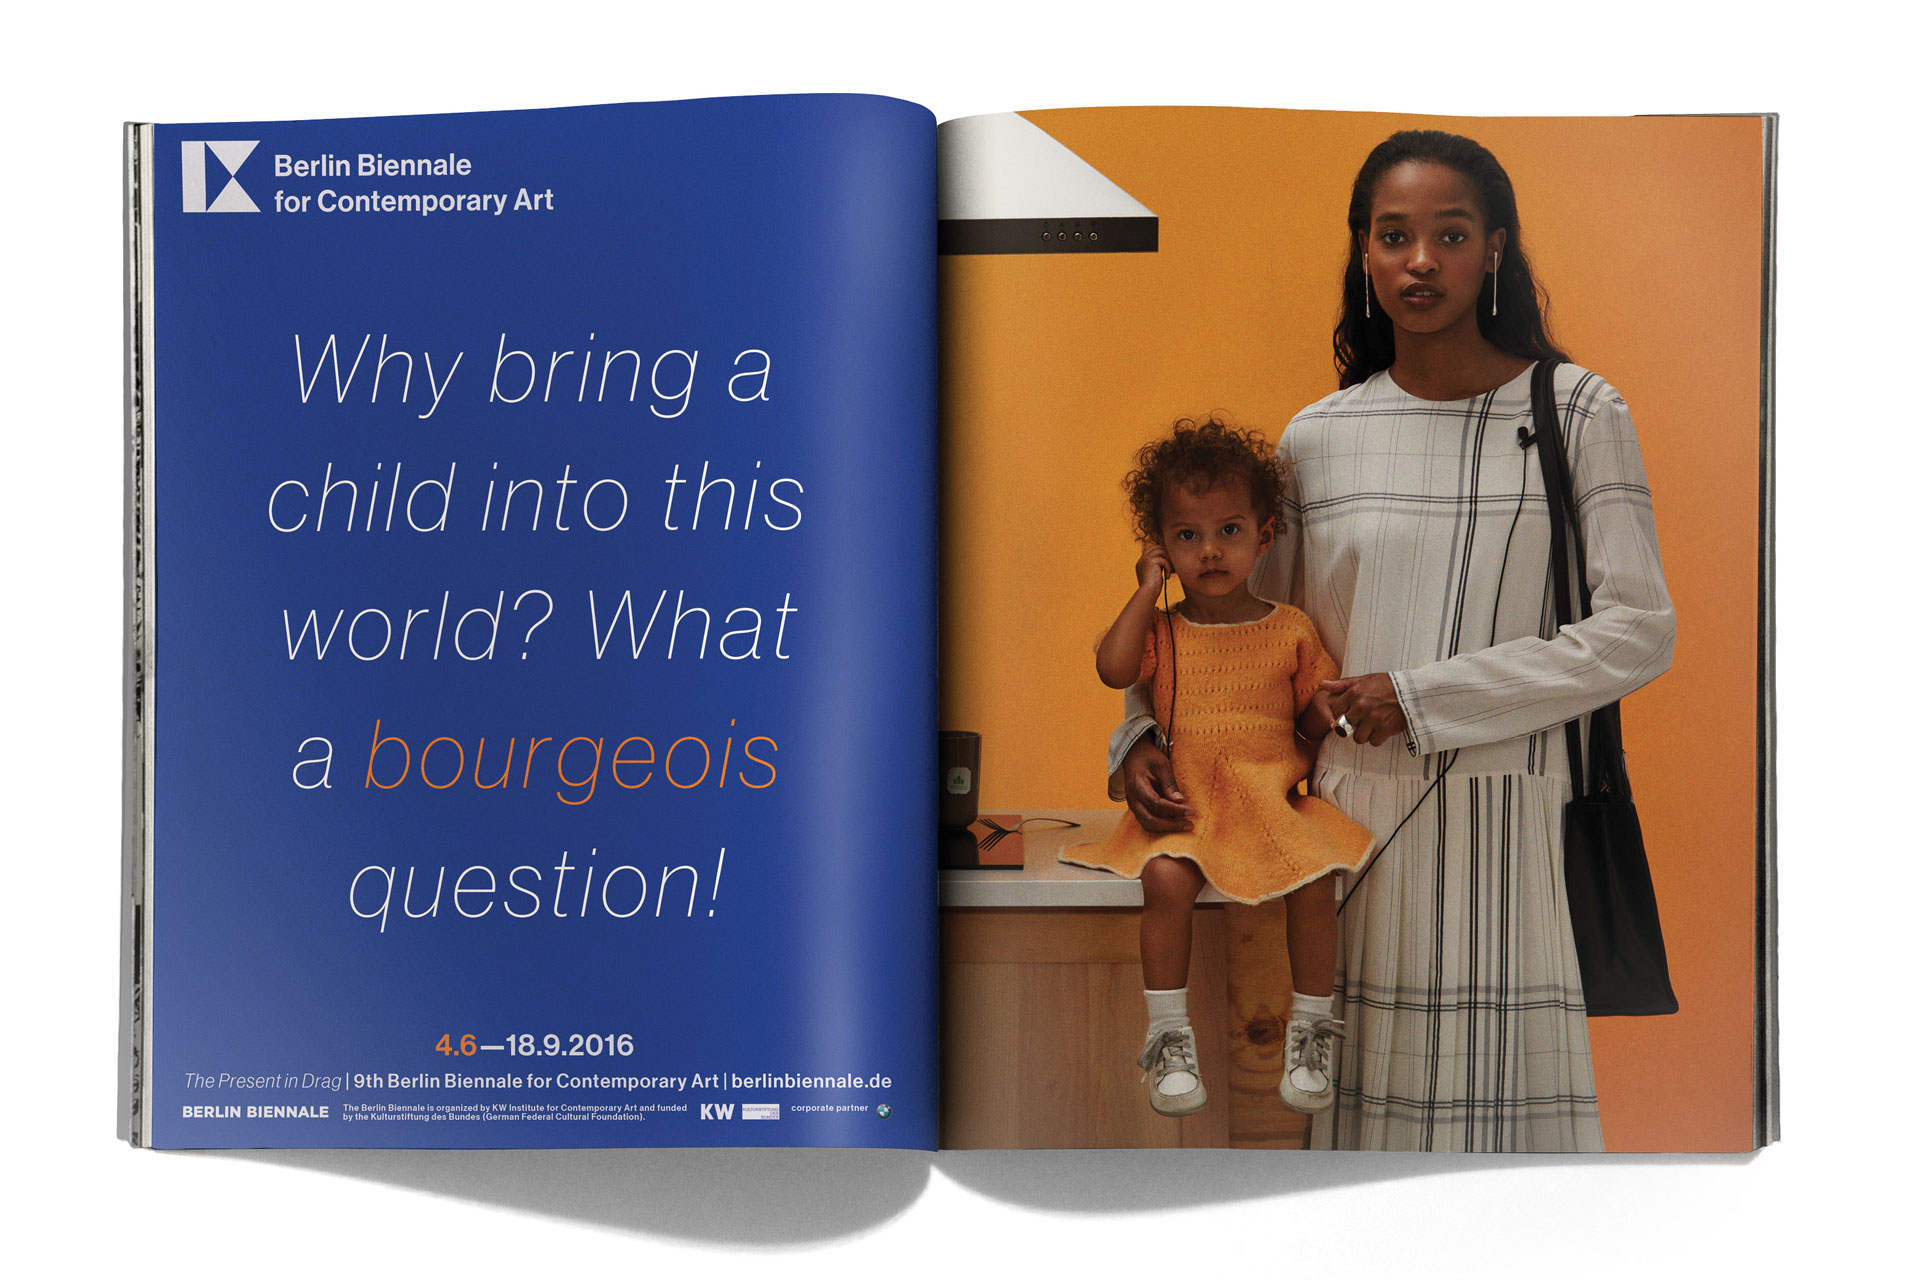 Berlin Biennale
for Contemporary Art
Why bring a
child into this
world? What
a bourgeois
question!
4.6—18.9.2016
The Present in Drag | 9th Berlin Biennale for Contemporary Art | berlinbiennale.de
BERLIN BIENNALE
The Berlin Biennale is organized by KW Institute for Contemporary Art and funded
by the Kulturstiftung des Bundes (German Federal Cultural Foundation).
KW
KULTURSTIFTUNG
DES
BUNDES
corporate partner